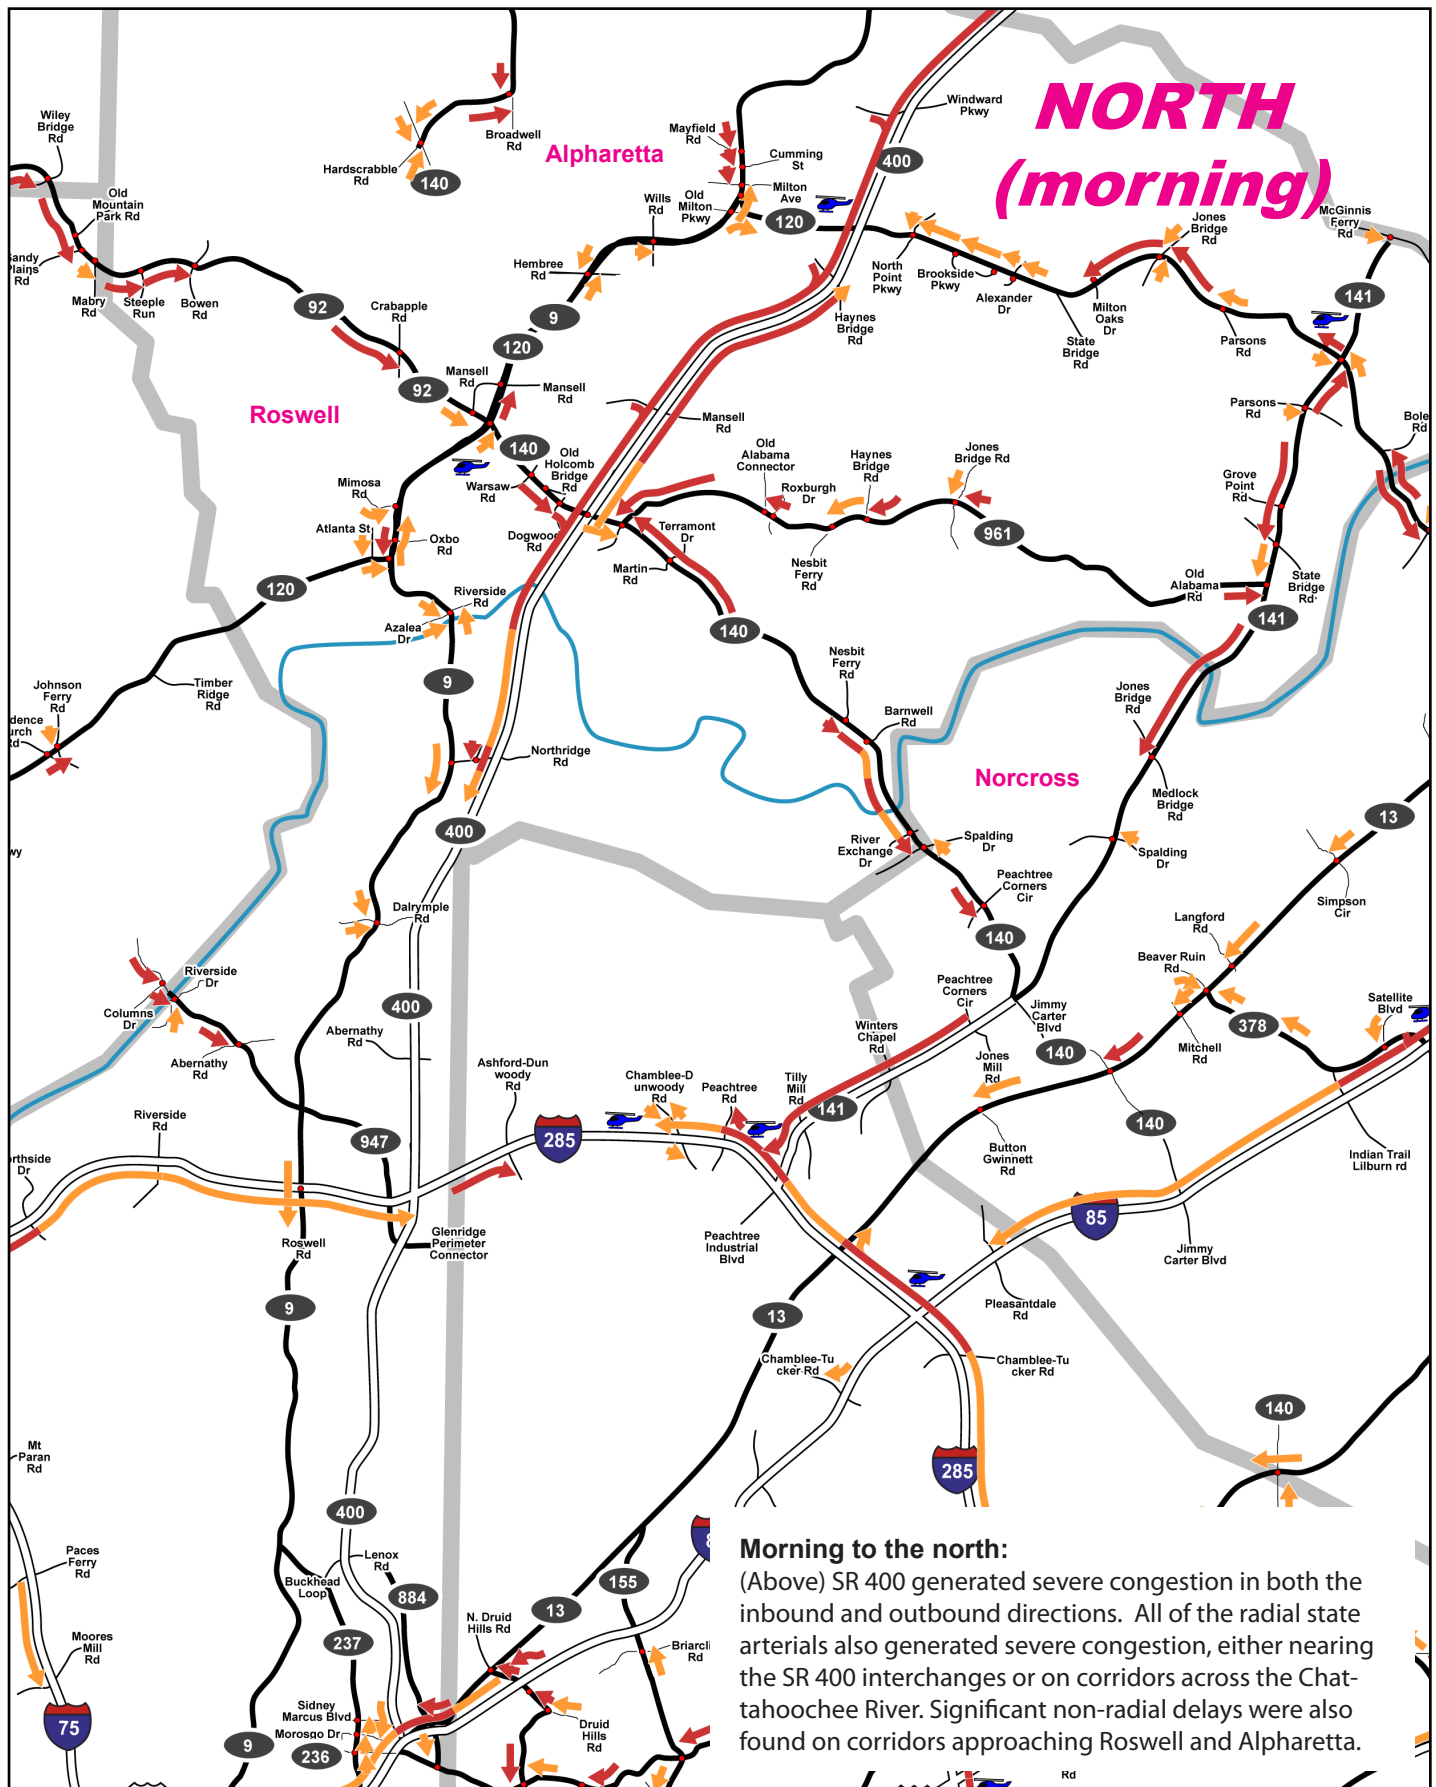 NORTH
(morning)
Wiley
Bridge
Rd
Old
Mountain
Park Rd
Mabry
Rd
Steeple
Run
Bowen
Rd
92
Crabapple
Rd
92
Hardscrabble
Rd
140
Broadwell
Rd
Alpharetta
Mayfield
Rd
Cumming
St
Milton
Ave
Old
Milton
Pkwy
Wills
Rd
120
Hembree
Rd
9
120
Mansell
Rd
Mansell
Rd
Roswell
Windward
Pkwy
400
Haynes
Bridge
Rd
North
Point
Pkwy
Brookside
Pkwy
Alexander
Dr
State
Bridge
Rd
Milton
Oaks
Dr
Jones
Bridge
Rd
Parsons
Rd
McGinnis
Ferry
Rd
141
Parsons
Rd
Grove
Point
Rd
State
Bridge
Rd
Old
Alabama
Rd
141
Mansell
Rd
140
Old
Holcomb
Bridge
Rd
Warsaw
Rd
Dogwood
Rd
Old
Alabama
Connector
Roxburgh
Dr
Haynes
Bridge
Rd
Jones
Bridge Rd
961
Nesbit
Ferry
Rd
Terramont
Dr
Martin
Rd
140
Mimosa
Rd
Atlanta St
Oxbo
Rd
120
Riverside
Rd
Azalea
Dr
9
Timber
Ridge
Rd
Johnson
Ferry
Rd
Northridge
Rd
400
Nesbit
Ferry
Rd
Barnwell
Rd
Norcross
Jones
Bridge
Rd
Medlock
Bridge
Rd
Spalding
Dr
River
Exchange
Dr
Spalding
Dr
Peachtree
Corners
Cir
140
13
Simpson
Cir
Langford
Rd
Beaver Ruin
Rd
378
Satellite
Blvd
Mitchell
Rd
Dalrymple
Rd
Riverside
Dr
Columns
Dr
Abernathy
Rd
400
Abernathy
Rd
Peachtree
Corners
Cir
Jimmy
Carter
Blvd
140
Winters
Chapel
Rd
Jones
Mill
Rd
Tilly
Mill
Rd
141
Ashford-Dun
woody
Rd
Chamblee-D
unwoody
Rd
Peachtree
Rd
285
Riverside
Rd
947
Button
Gwinnett
Rd
140
Indian Trail
Lilburn rd
85
Jimmy
Carter Blvd
Roswell
Rd
Glenridge
Perimeter
Connector
Peachtree
Industrial
Blvd
9
13
Pleasantdale
Rd
Chamblee-Tu
cker Rd
Chamblee-Tu
cker Rd
140
285
Mt
Paran
Rd
400
Paces
Ferry
Rd
Lenox
Rd
Buckhead
Loop
884
155
13
N. Druid
Hills Rd
Moores
Mill
Rd
237
Druid
Hills
Rd
Sidney
Marcus Blvd
Morosgo Dr
75
9
236
Morning to the north:
(Above) SR 400 generated severe congestion in both the
inbound and outbound directions.  All of the radial state
arterials also generated severe congestion, either nearing
the SR 400 interchanges or on corridors across the Chat-
tahoochee River. Significant non-radial delays were also
found on corridors approaching Roswell and Alpharetta.
Rd